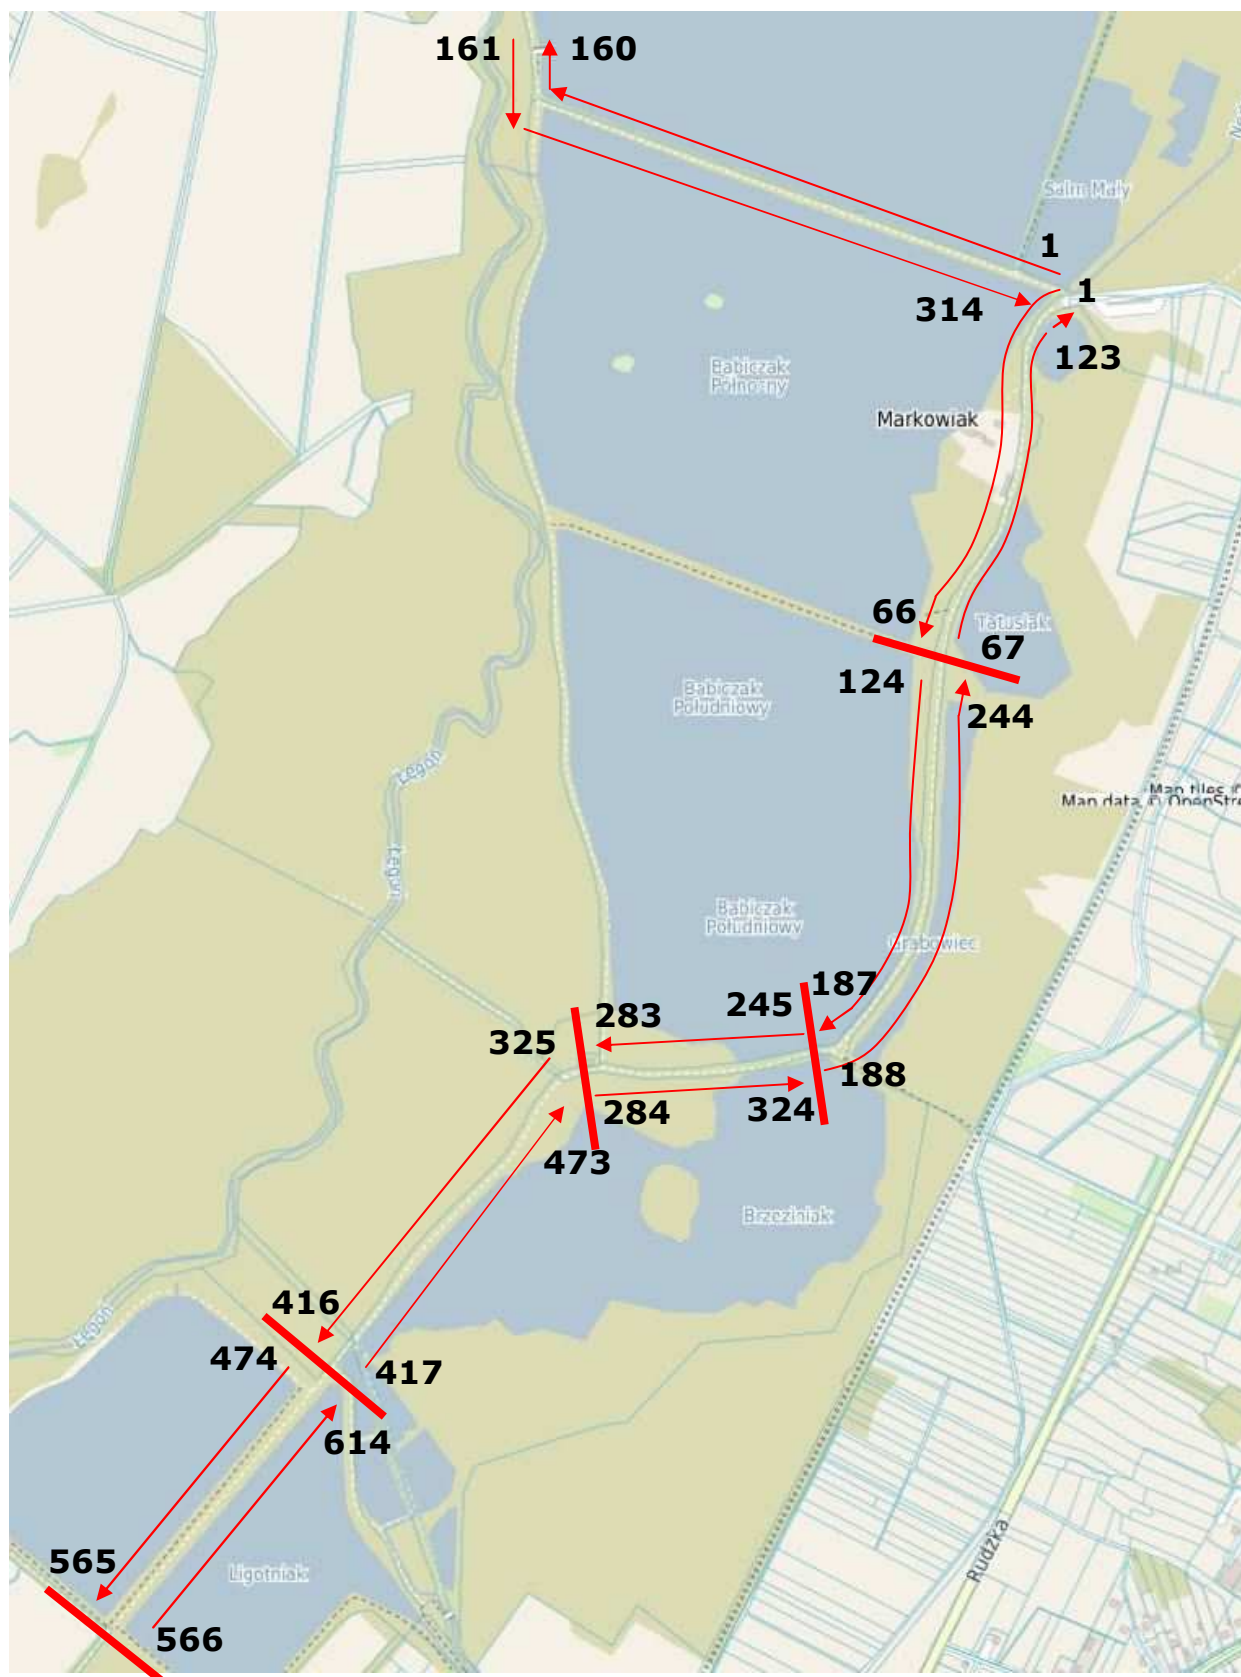 161 160
Salm Mały
1
1
314
123
Babiczak
Północny
Markowiak
66
Tatusiak
67
124
Babiczak
Południowy
244
Łęgoń
Map tiles
Map data © OpenStre
Łęgoń
Babiczak
Południowy
Grabowiec
187
245
283
325
188
284
324
473
Brzeziniak
416
Łęgoń
474
417
614
Rudzka
565
Ligotniak
566